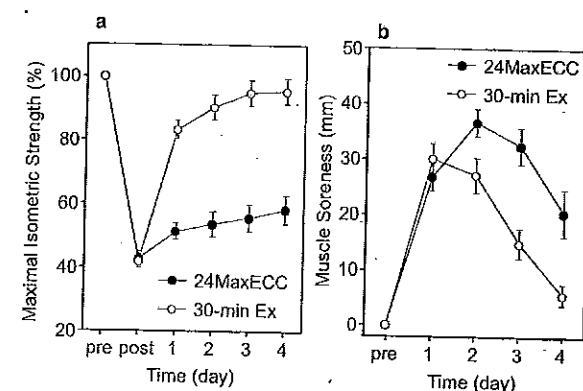 a
Maximal Isometric Strength (%)
100
80
60
40
20
24MaxECC
30-min Ex
pre post 1 2 3 4
Time (day)
b
Muscle Soreness (mm)
50
40
30
20
10
0
24MaxECC
30-min Ex
pre 1 2 3 4
Time (day)